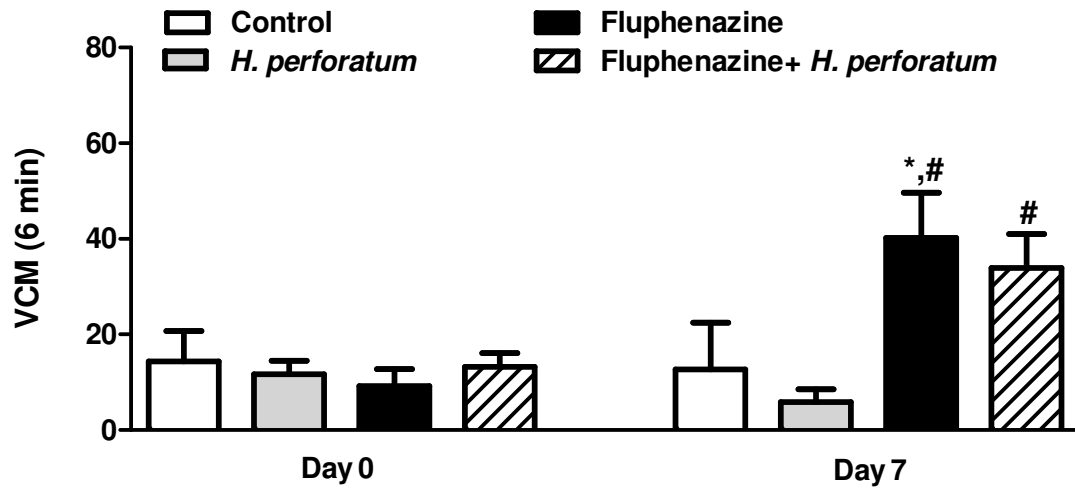 Control
Fluphenazine
H. perforatum
Fluphenazine+ H. perforatum
VCM (6 min)
80
60
40
20
0
*,#
#
Day 0
Day 7